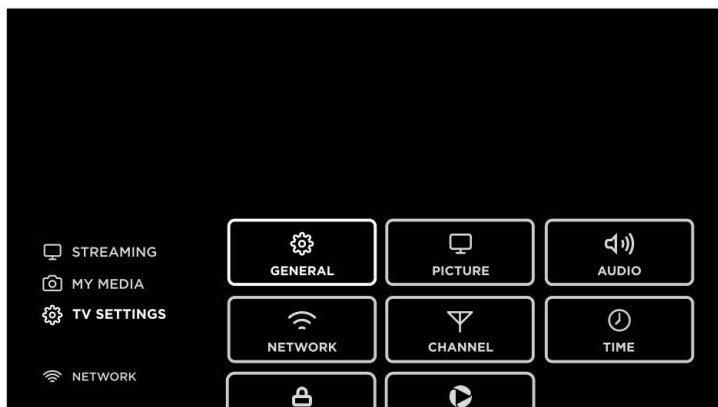 STREAMING
MY MEDIA
TV SETTINGS
NETWORK
GENERAL
PICTURE
AUDIO
NETWORK
CHANNEL
TIME